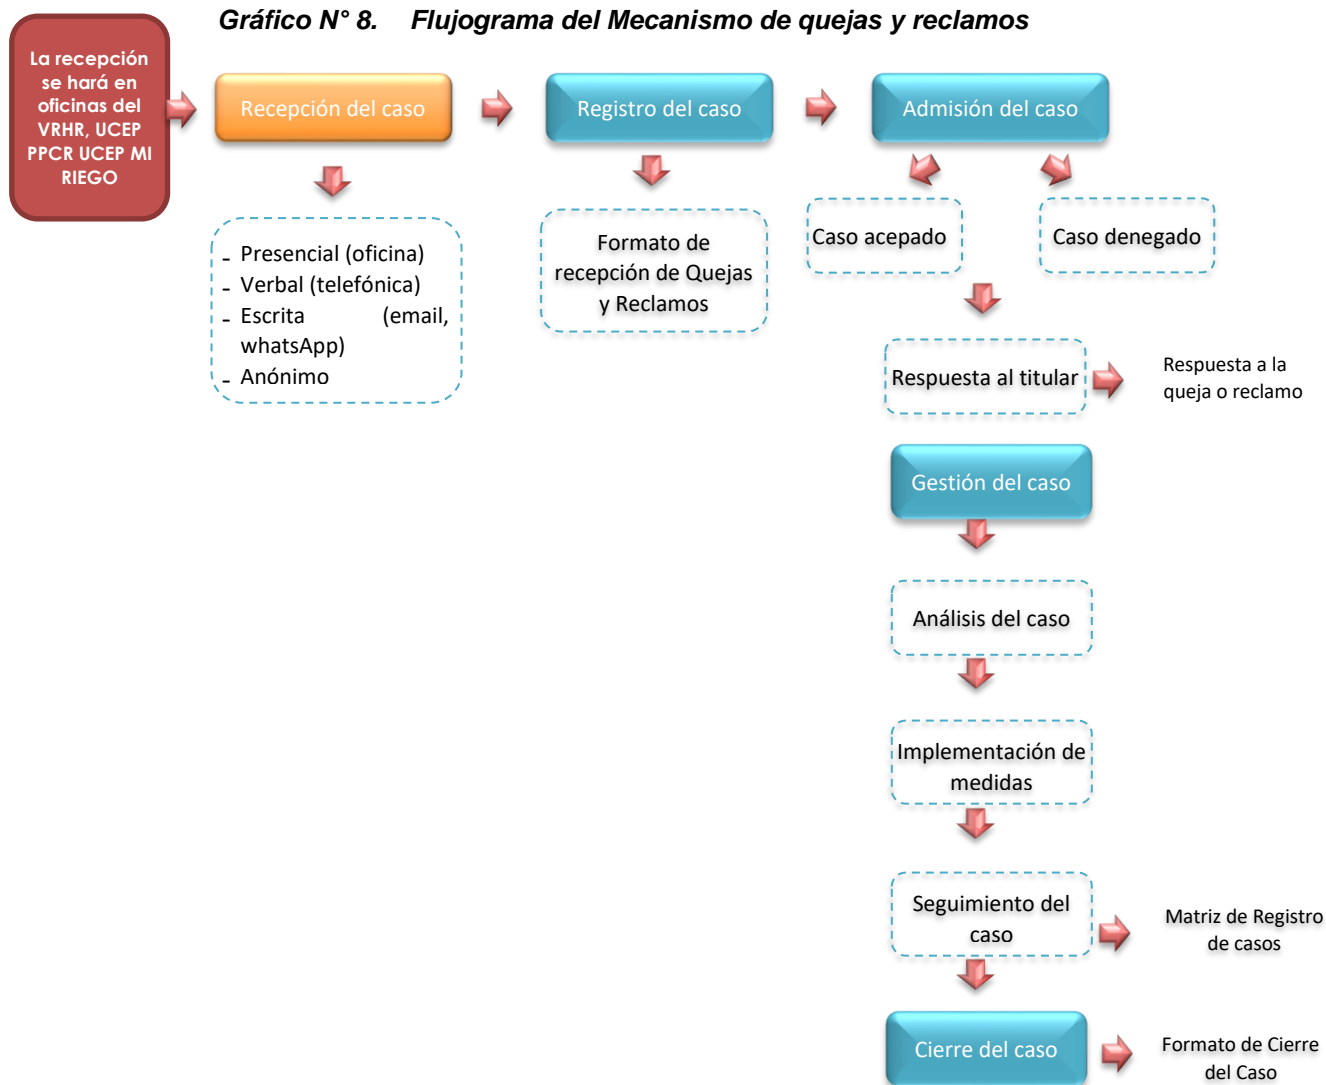 Gráfico N° 8. Flujograma del Mecanismo de quejas y reclamos
La recepción
se hará en
oficinas del
VRHR, UCEP
PPCR UCEP MI
RIEGO
Recepción del caso
Registro del caso
Admisión del caso
- Presencial (oficina)
- Verbal (telefónica)
- Escrita (email,
whatsApp)
- Anónimo
Formato de
recepción de Quejas
y Reclamos
Caso acepado
Caso denegado
Respuesta al titular
Respuesta a la
queja o reclamo
Gestión del caso
Análisis del caso
Implementación de
medidas
Seguimiento del
caso
Matriz de Registro
de casos
Cierre del caso
Formato de Cierre
del Caso